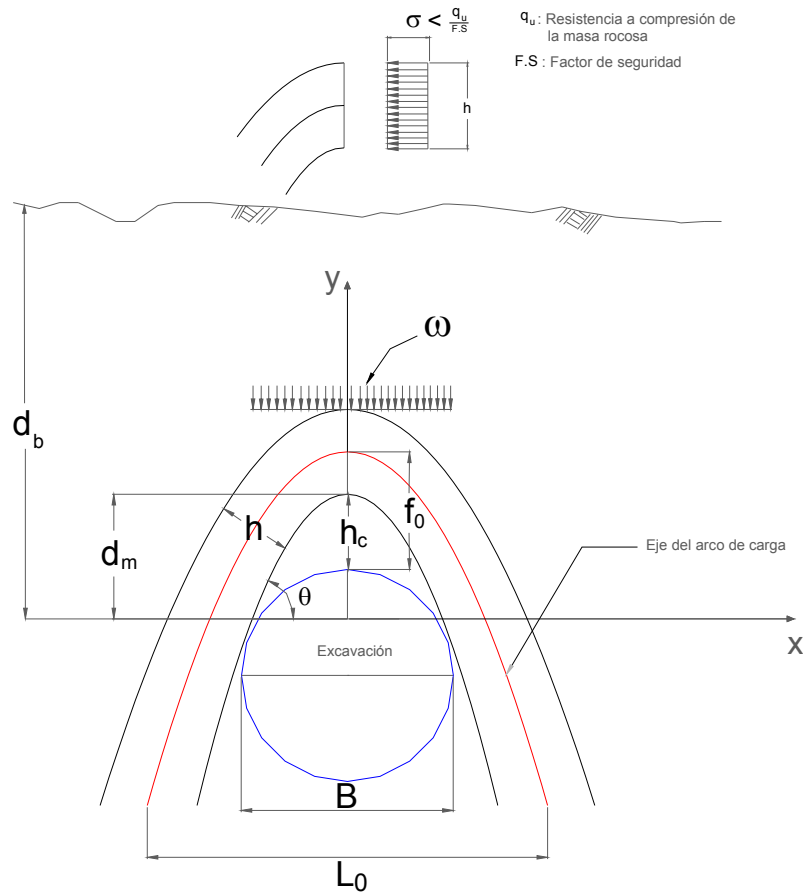 σ < q_u / F.S
q_u: Resistencia a compresión de
la masa rocosa
F.S : Factor de seguridad
h
y
ω
d_b
f_0
h
h_c
d_m
Eje del arco de carga
θ
x
Excavación
B
L_0